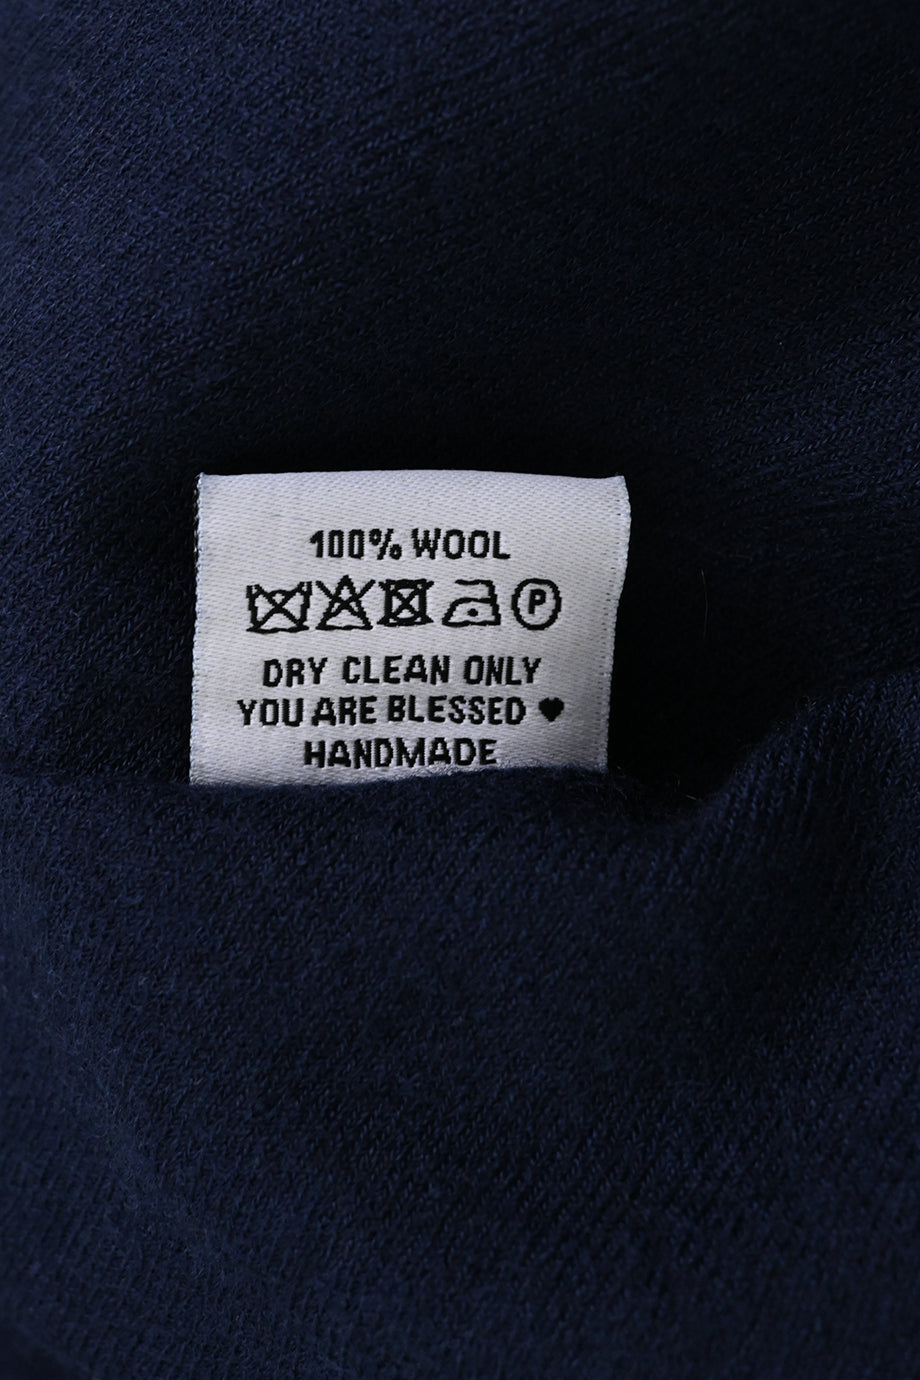 100% WOOL
P
DRY CLEAN ONLY
YOU ARE BLESSED ♥
HANDMADE